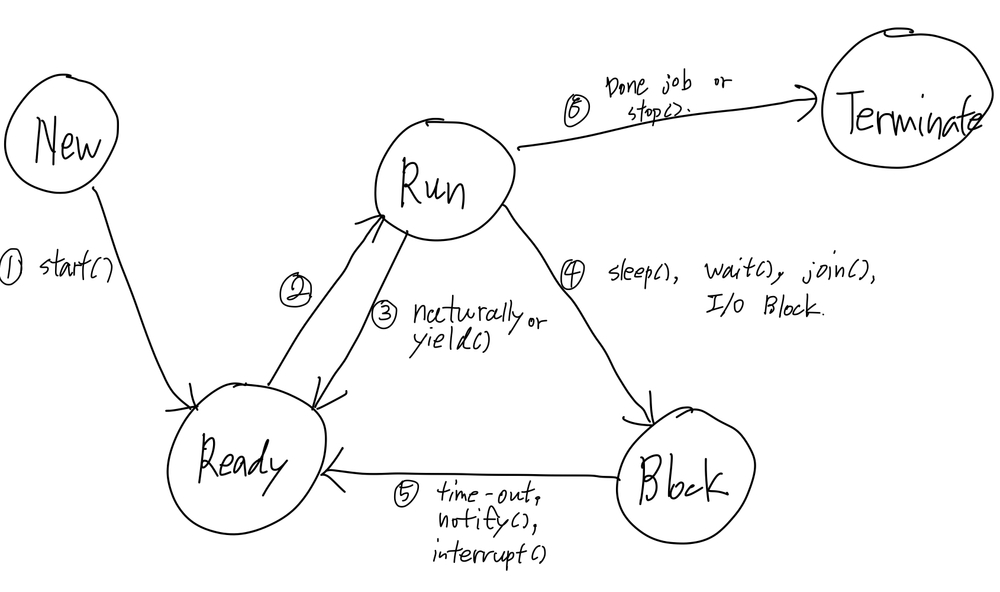 New
① start()
②
Run
③ naturally or
yield()
Ready
④ sleep(), wait(), join(),
I/O Block.
Block
⑤ time-out,
notify(),
interrupt()
⑥ Done job or
stop().
Terminate